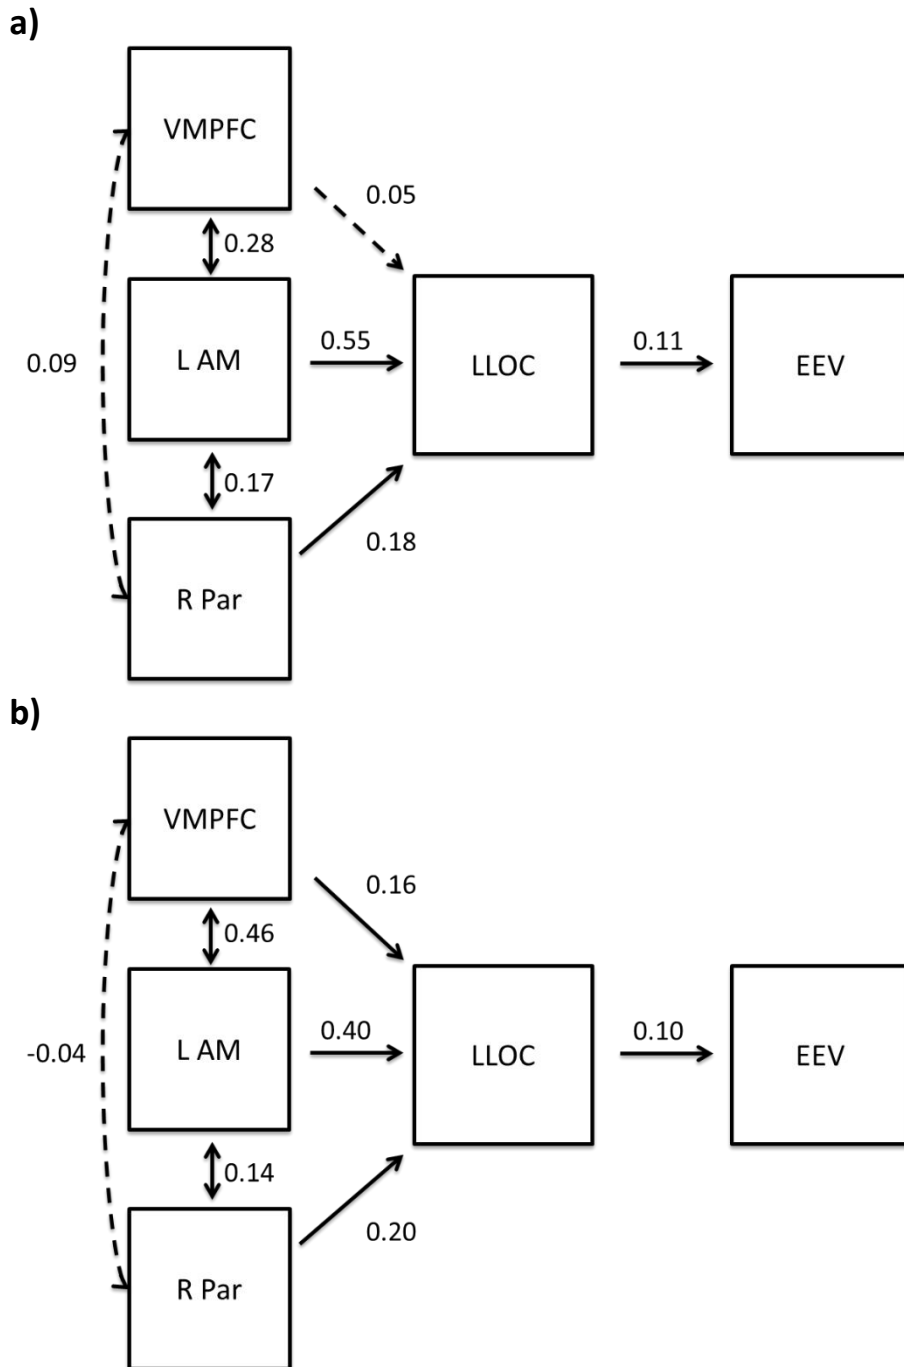 a)
VMPFC
0.05
0.28
0.09
L AM
0.55
LLOC
0.11
EEV
0.17
0.18
R Par
b)
VMPFC
0.16
0.46
-0.04
L AM
0.40
LLOC
0.10
EEV
0.14
0.20
R Par